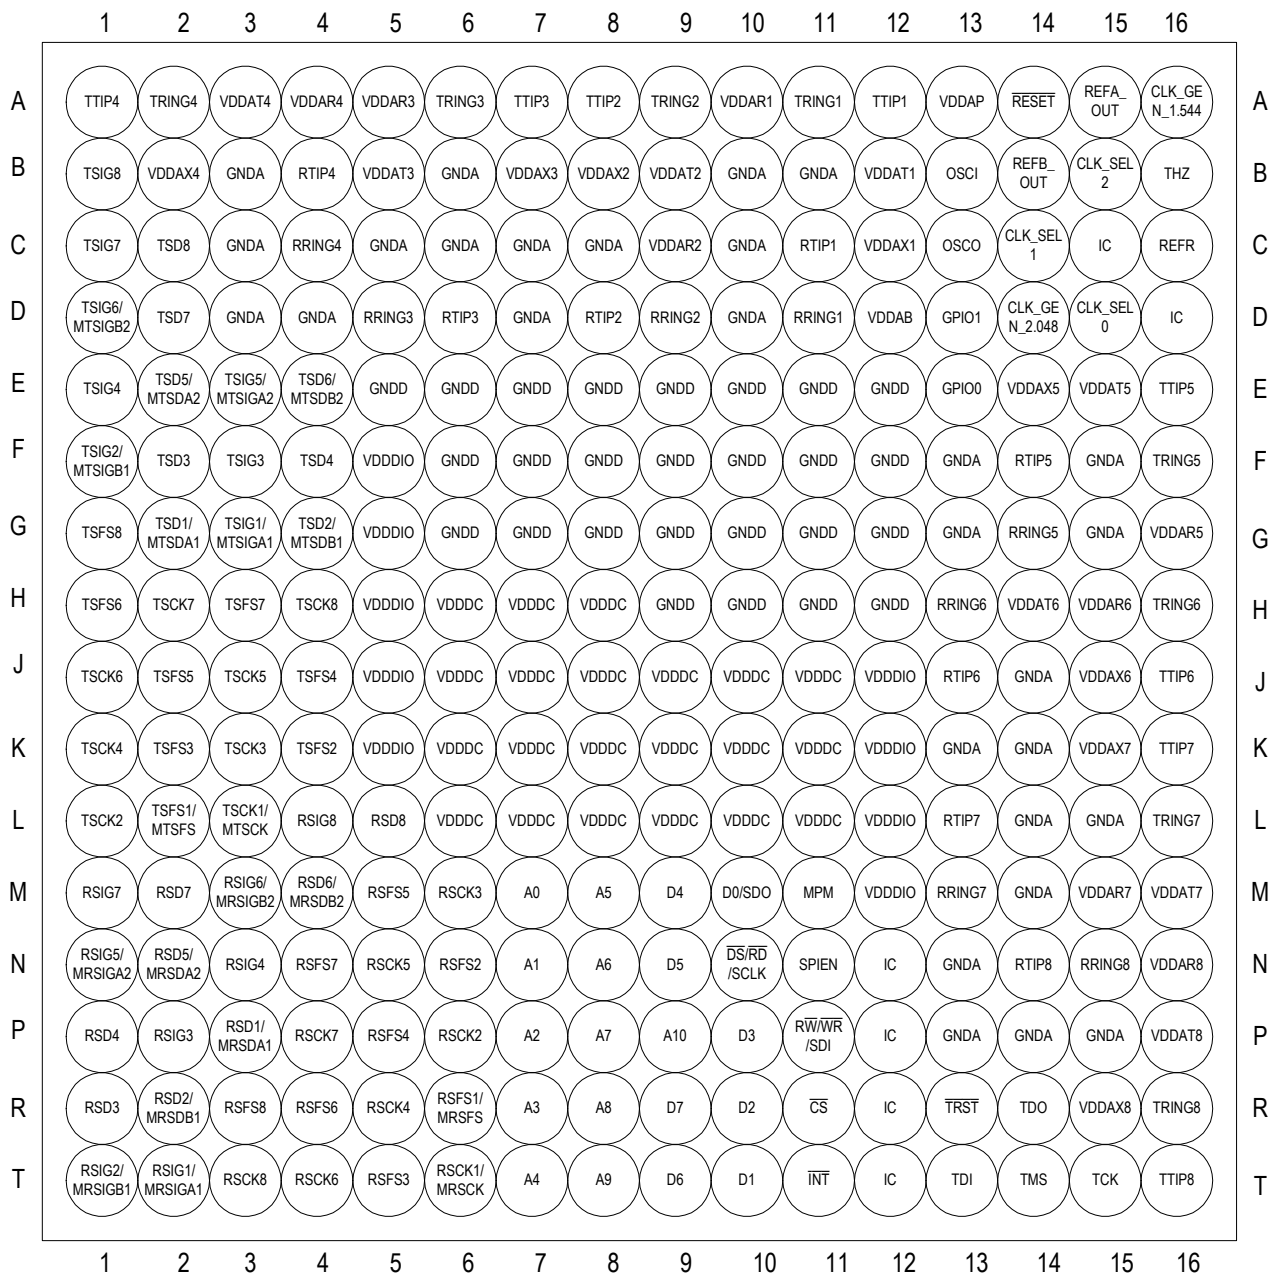 1 2 3 4 5 6 7 8 9 10 11 12 13 14 15 16
A TTIP4 TRING4 VDDAT4 VDDAR4 VDDAR3 TRING3 TTIP3 TTIP2 TRING2 VDDAR1 TRING1 TTIP1 VDDAP RESET REFA_ OUT CLK_GE N_1.544 A
B TSIG8 VDDAX4 GNDA RTIP4 VDDAT3 GNDA VDDAX3 VDDAX2 VDDAT2 GNDA GNDA VDDAT1 OSCI REFB_ OUT CLK_SEL 2 THZ B
C TSIG7 TSD8 GNDA RRING4 GNDA GNDA GNDA GNDA VDDAR2 GNDA RTIP1 VDDAX1 OSCO CLK_SEL 1 IC REFR C
D TSIG6/ MTSIGB2 TSD7 GNDA GNDA RRING3 RTIP3 GNDA RTIP2 RRING2 GNDA RRING1 VDDAB GPIO1 CLK_GE N_2.048 CLK_SEL 0 IC D
E TSIG4 TSD5/ MTSDA2 TSIG5/ MTSIGA2 TSD6/ MTSDB2 GNDD GNDD GNDD GNDD GNDD GNDD GNDD GNDD GPIO0 VDDAX5 VDDAT5 TTIP5 E
F TSIG2/ MTSIGB1 TSD3 TSIG3 TSD4 VDDDIO GNDD GNDD GNDD GNDD GNDD GNDD GNDD GNDA RTIP5 GNDA TRING5 F
G TSFS8 TSD1/ MTSDA1 TSIG1/ MTSIGA1 TSD2/ MTSDB1 VDDDIO GNDD GNDD GNDD GNDD GNDD GNDD GNDD GNDA RRING5 GNDA VDDAR5 G
H TSFS6 TSCK7 TSFS7 TSCK8 VDDDIO VDDDC VDDDC VDDDC GNDD GNDD GNDD GNDD RRING6 VDDAT6 VDDAR6 TRING6 H
J TSCK6 TSFS5 TSCK5 TSFS4 VDDDIO VDDDC VDDDC VDDDC VDDDC VDDDC VDDDC VDDDIO RTIP6 GNDA VDDAX6 TTIP6 J
K TSCK4 TSFS3 TSCK3 TSFS2 VDDDIO VDDDC VDDDC VDDDC VDDDC VDDDC VDDDC VDDDIO GNDA GNDA VDDAX7 TTIP7 K
L TSCK2 TSFS1/ MTSFS TSCK1/ MTSCK RSIG8 RSD8 VDDDC VDDDC VDDDC VDDDC VDDDC VDDDC VDDDIO RTIP7 GNDA GNDA TRING7 L
M RSIG7 RSD7 RSIG6/ MRSIGB2 RSD6/ MRSDB2 RSFS5 RSCK3 A0 A5 D4 D0/SDO MPM VDDDIO RRING7 GNDA VDDAR7 VDDAT7 M
N RSIG5/ MRSIGA2 RSD5/ MRSDA2 RSIG4 RSFS7 RSCK5 RSFS2 A1 A6 D5 DS/RD /SCLK SPIEN IC GNDA RTIP8 RRING8 VDDAR8 N
P RSD4 RSIG3 RSD1/ MRSDA1 RSCK7 RSFS4 RSCK2 A2 A7 A10 D3 RW/WR /SDI IC GNDA GNDA GNDA VDDAT8 P
R RSD3 RSD2/ MRSDB1 RSFS8 RSFS6 RSCK4 RSFS1/ MRSFS A3 A8 D7 D2 CS IC TRST TDO VDDAX8 TRING8 R
T RSIG2/ MRSIGB1 RSIG1/ MRSIGA1 RSCK8 RSCK6 RSFS3 RSCK1/ MRSCK A4 A9 D6 D1 INT IC TDI TMS TCK TTIP8 T
1 2 3 4 5 6 7 8 9 10 11 12 13 14 15 16